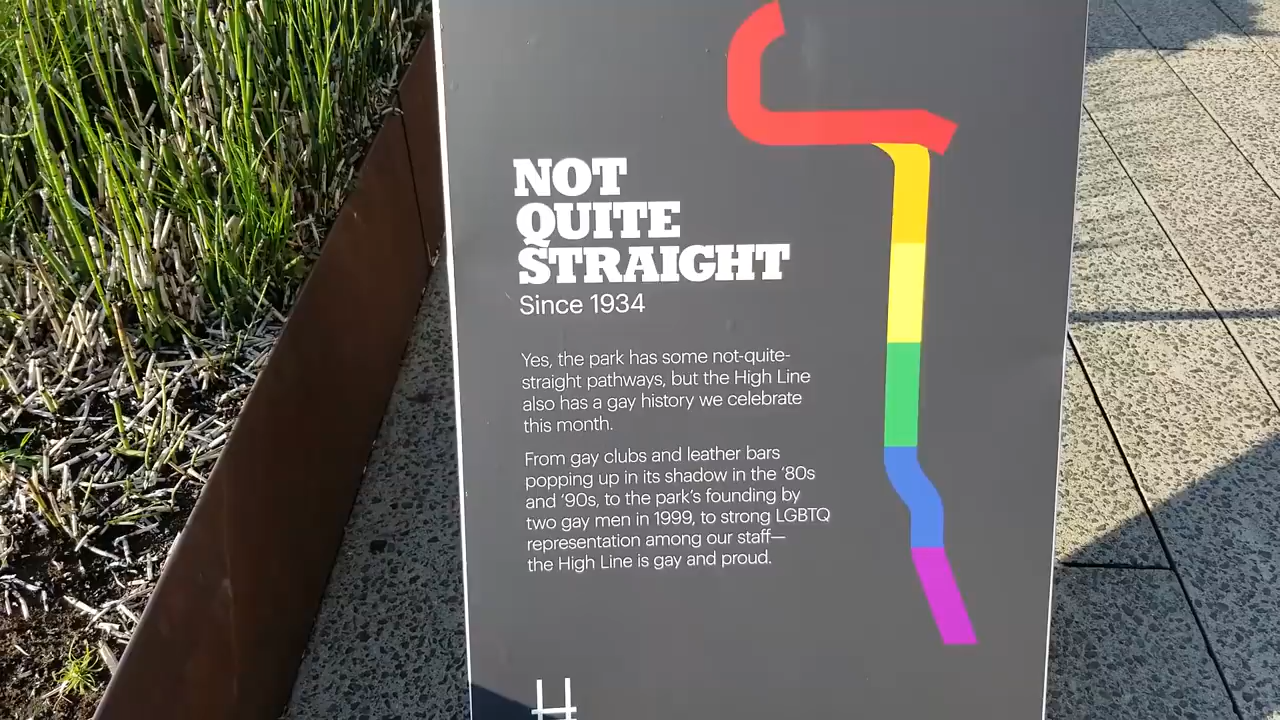 NOT
QUITE
STRAIGHT
Since 1934
Yes, the park has some not-quite-
straight pathways, but the High Line
also has a gay history we celebrate
this month.
From gay clubs and leather bars
popping up in its shadow in the ‘80s
and ‘90s, to the park’s founding by
two gay men in 1999, to strong LGBTQ
representation among our staff—
the High Line is gay and proud.